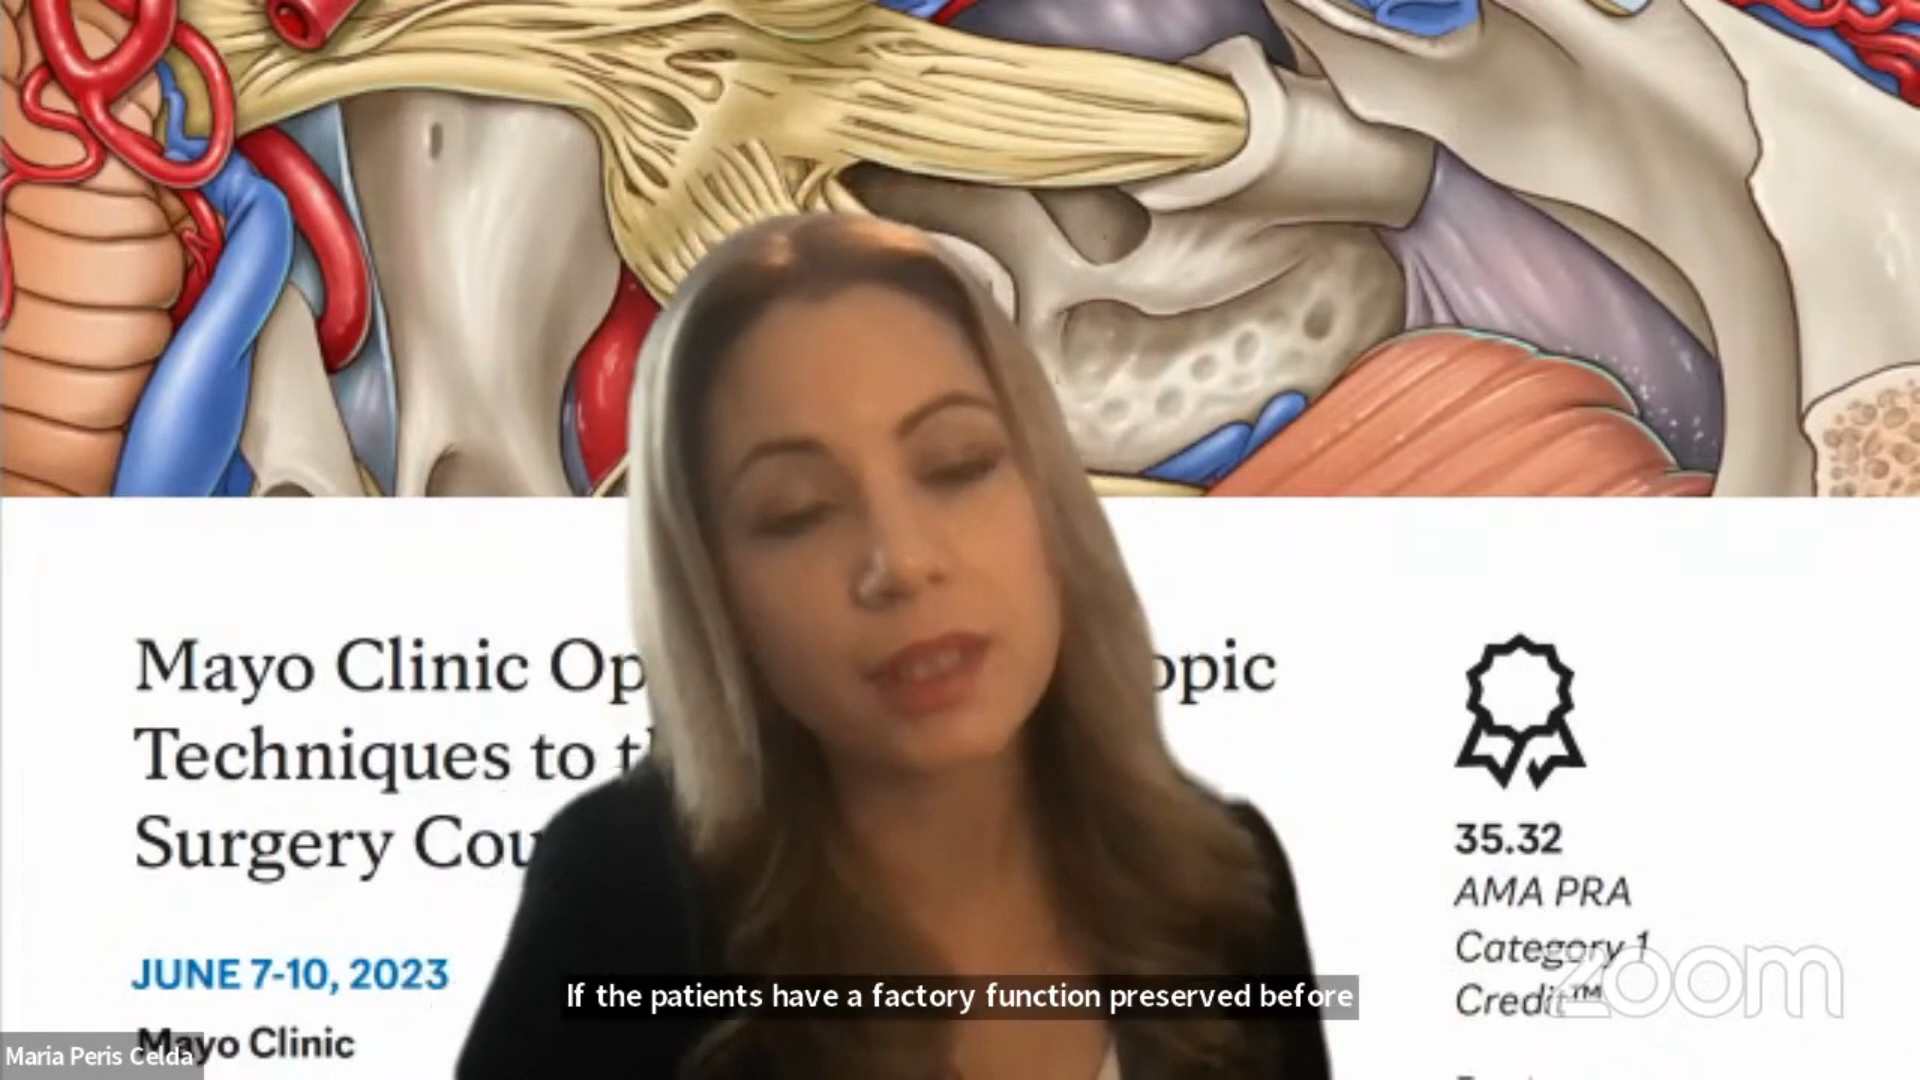 Mayo Clinic Op opic
Techniques to t
Surgery Cou
JUNE 7-10, 2023
Mayo Clinic
35.32
AMA PRA
Category 1
Credit™
zoom
If the patients have a factory function preserved before
Maria Peris Celda